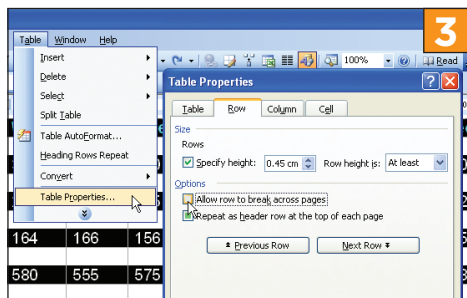 3
Table Window Help
100% Read
Insert
Delete
Select
Split Table
Table AutoFormat...
Heading Rows Repeat
Convert
Table Properties...
Table Properties
Table Row Column Cell
Size
Rows
Specify height: 0.45 cm Row height is: At least
Options
Allow row to break across pages
Repeat as header row at the top of each page
Previous Row Next Row
164 166 156
580 555 575